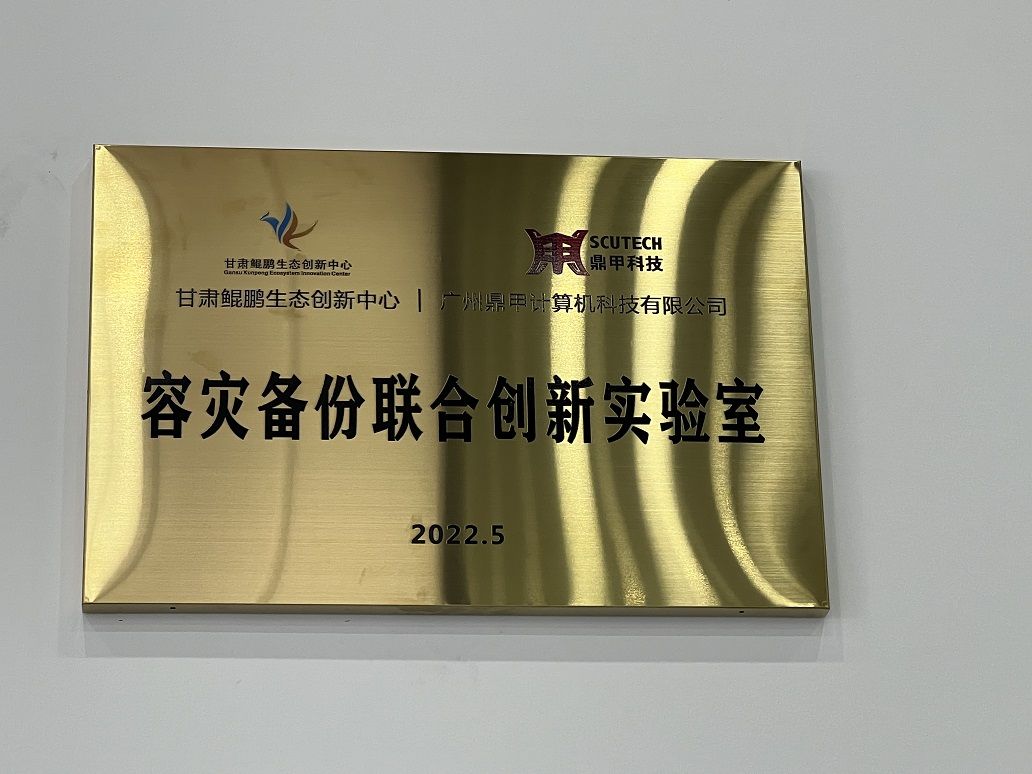 甘肃鲲鹏生态创新中心
Gansu Kunpeng Ecosystem Innovation Center
SCUTECH
鼎甲科技
甘肃鲲鹏生态创新中心 | 广州鼎甲计算机科技有限公司
容灾备份联合创新实验室
2022.5